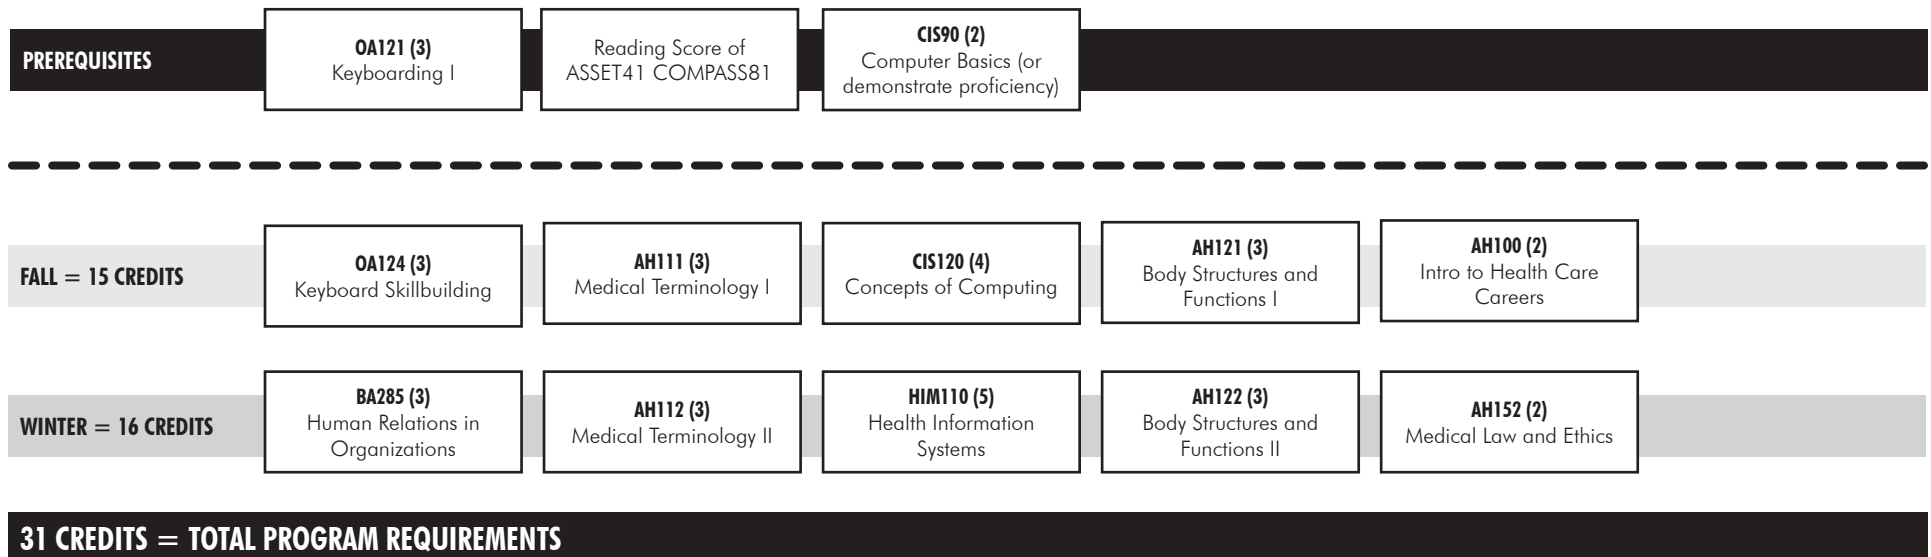 PREREQUISITES
OA121 (3)
Keyboarding I
Reading Score of
ASSET41 COMPASS81
CIS90 (2)
Computer Basics (or
demonstrate proficiency)
FALL = 15 CREDITS
OA124 (3)
Keyboard Skillbuilding
AH111 (3)
Medical Terminology I
CIS120 (4)
Concepts of Computing
AH121 (3)
Body Structures and
Functions I
AH100 (2)
Intro to Health Care
Careers
WINTER = 16 CREDITS
BA285 (3)
Human Relations in
Organizations
AH112 (3)
Medical Terminology II
HIM110 (5)
Health Information
Systems
AH122 (3)
Body Structures and
Functions II
AH152 (2)
Medical Law and Ethics
31 CREDITS = TOTAL PROGRAM REQUIREMENTS